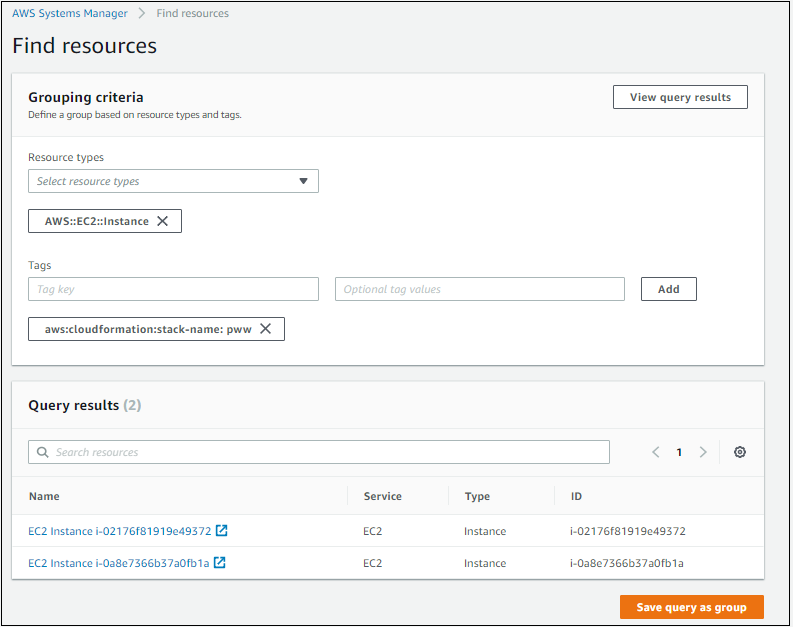 AWS Systems Manager > Find resources
Find resources
Grouping criteria
View query results
Define a group based on resource types and tags.
Resource types
Select resource types
AWS::EC2::Instance
Tags
Tag key
Optional tag values
Add
aws:cloudformation:stack-name: pww
Query results (2)
Search resources
1
Name Service Type ID
EC2 Instance i-02176f81919e49372 EC2 Instance i-02176f81919e49372
EC2 Instance i-0a8e7366b37a0fb1a EC2 Instance i-0a8e7366b37a0fb1a
Save query as group